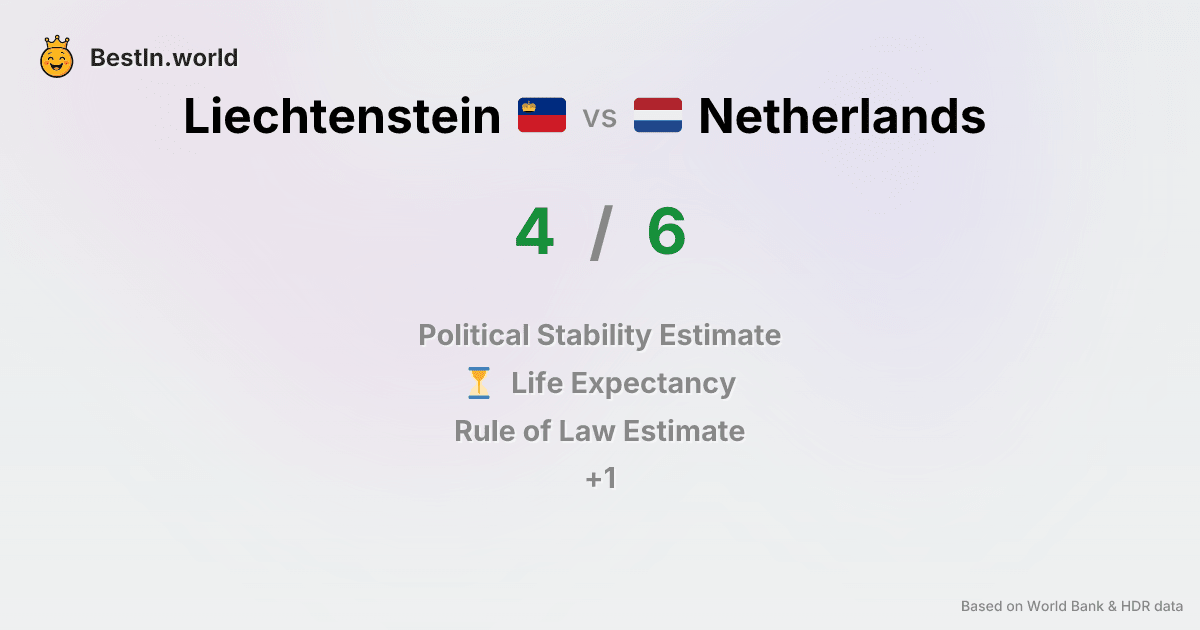 BestIn.world
Liechtenstein vs Netherlands
4 / 6
Political Stability Estimate
Life Expectancy
Rule of Law Estimate
+1
Based on World Bank & HDR data